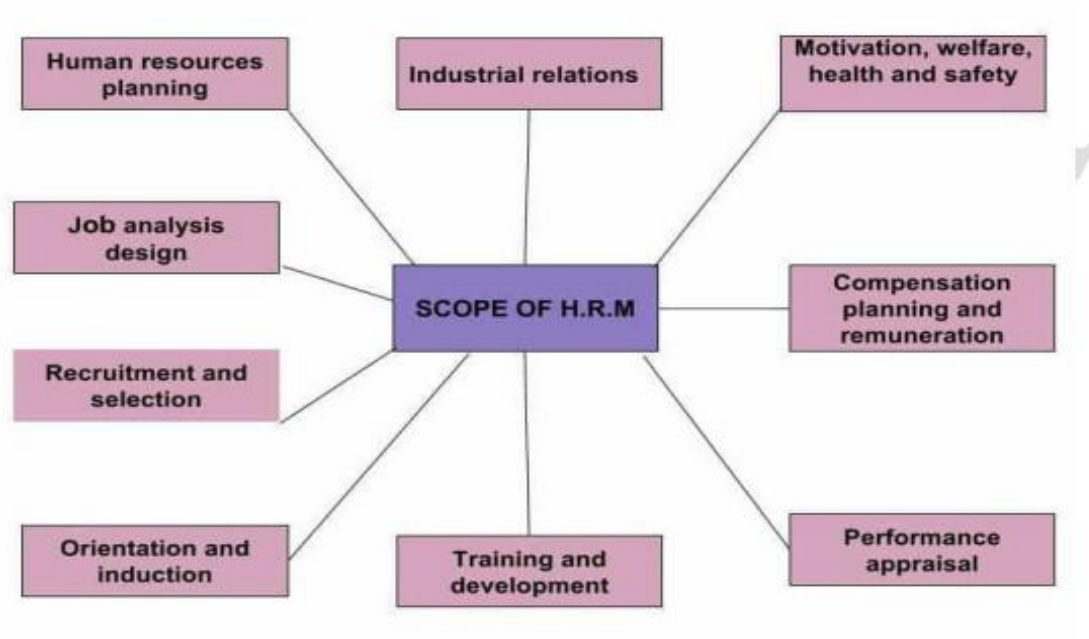 Human resources
planning
Industrial relations
Motivation, welfare,
health and safety
Job analysis
design
SCOPE OF H.R.M
Compensation
planning and
remuneration
Recruitment and
selection
Orientation and
induction
Training and
development
Performance
appraisal